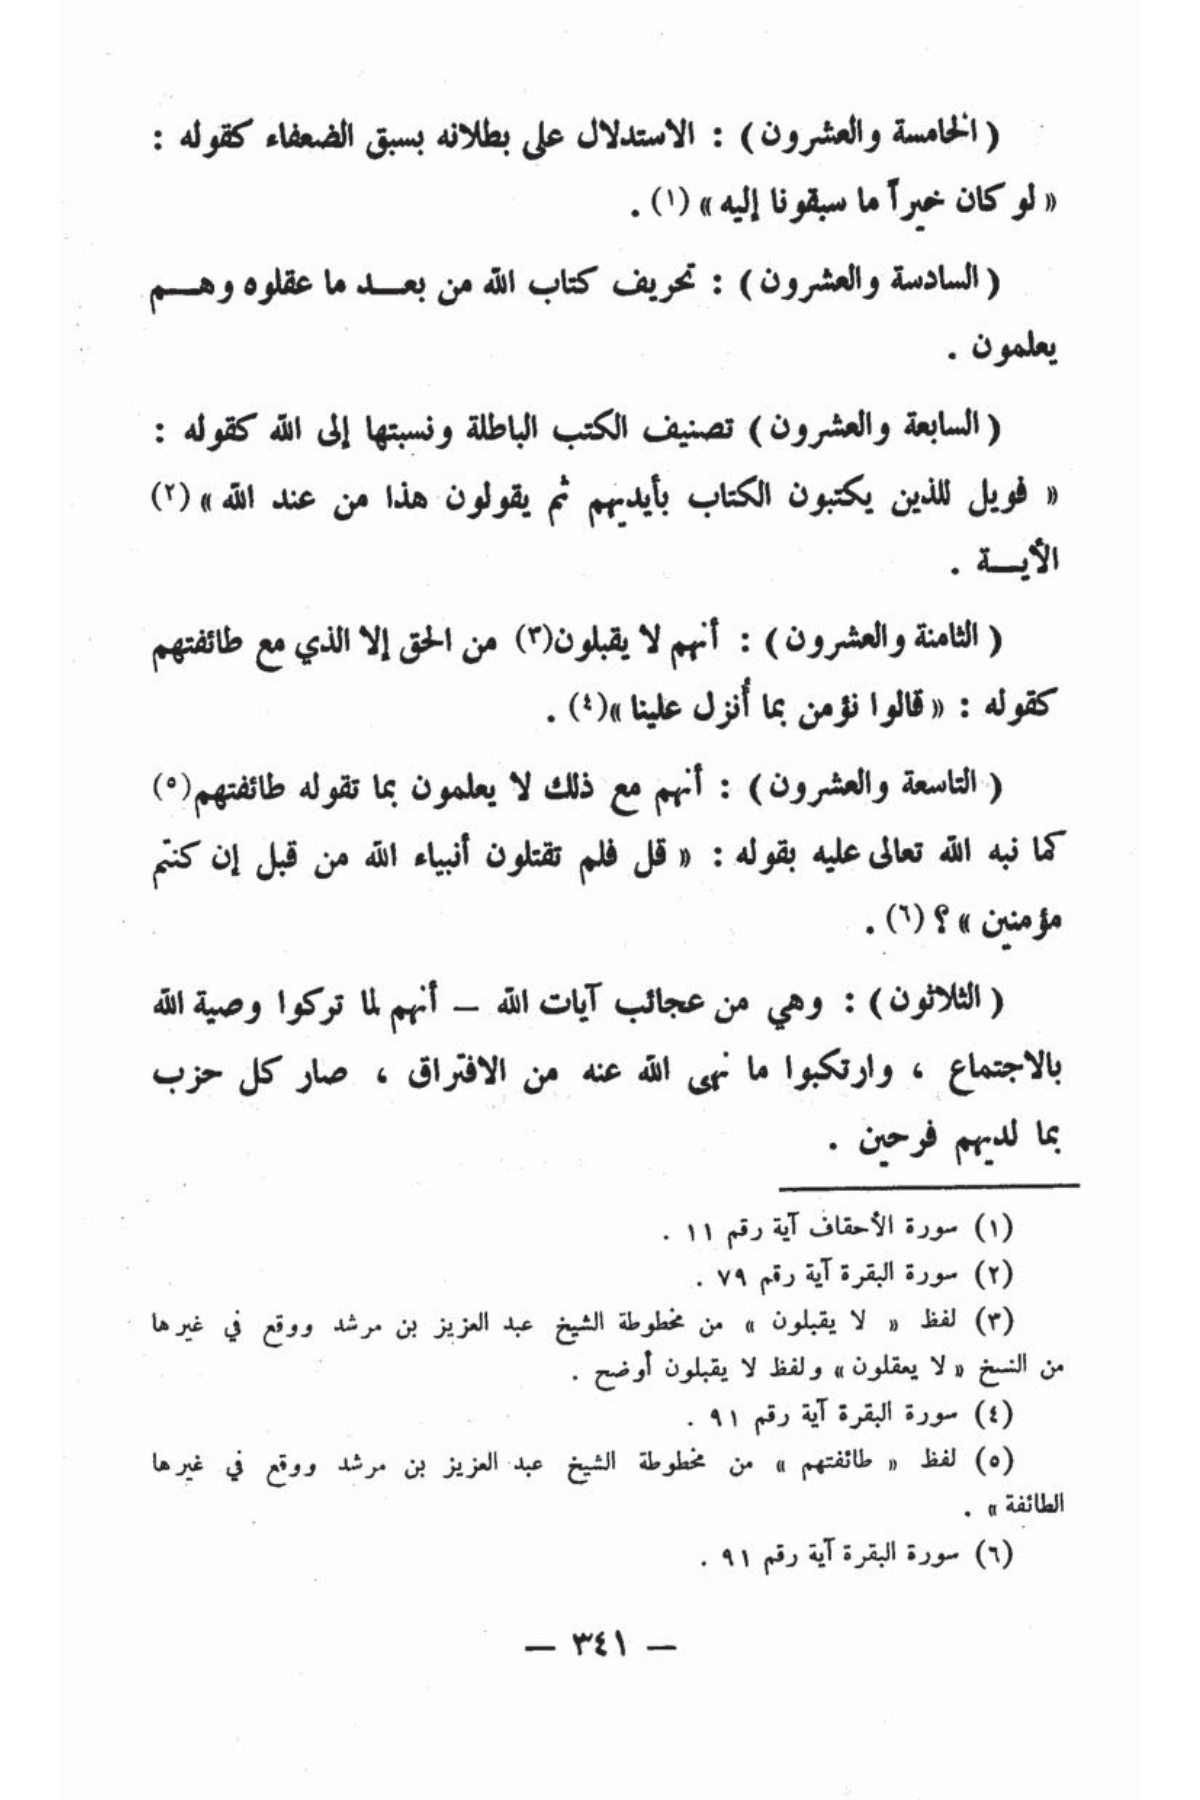 ( الخامسة والعشرون ) : الاستدلال على بطلانه بسبق الضعفاء كقوله :
« لو كان خيراً ما سبقونا إليه » (١) .
( السادسة والعشرون ) : تحريف كتاب الله من بعد ما عقلوه وهم
يعلمون .
( السابعة والعشرون ) تصنيف الكتب الباطلة ونسبتها إلى الله كقوله :
« فويل للذين يكتبون الكتاب بأيديهم ثم يقولون هذا من عند الله » (٢)
الأية .
( الثامنة والعشرون ) : أنهم لا يقبلون(٣) من الحق إلا الذي مع طائفتهم
كقوله : « قالوا نؤمن بما أُنزل علينا »(٤) .
( التاسعة والعشرون ) : أنهم مع ذلك لا يعلمون بما تقوله طائفتهم(٥)
كما نبه الله تعالى عليه بقوله : « قل فلم تقتلون أنبياء الله من قبل إن كنتم
مؤمنين » ؟ (٦) .
( الثلاثون ) : وهي من عجائب آيات الله – أنهم لما تركوا وصية الله
بالاجتماع ، وارتكبوا ما نهى الله عنه من الافتراق ، صار كل حزب
بما لديهم فرحين .
(١) سورة الأحقاف آية رقم ١١ .
(٢) سورة البقرة آية رقم ٧٩ .
(٣) لفظ « لا يقبلون » من مخطوطة الشيخ عبد العزيز بن مرشد ووقع في غيرها
من النسخ « لا يعقلون » ولفظ لا يقبلون أوضح .
(٤) سورة البقرة آية رقم ٩١ .
(٥) لفظ « طائفتهم » من مخطوطة الشيخ عبد العزيز بن مرشد ووقع في غيرها
الطائفة » .
(٦) سورة البقرة آية رقم ٩١ .
– ٣٤١ –